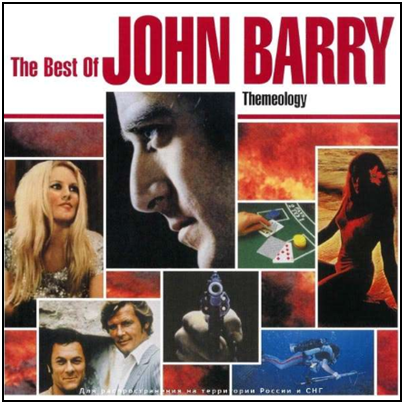 The Best Of JOHN BARRY
Themeology
Для распространения на территории России и СНГ